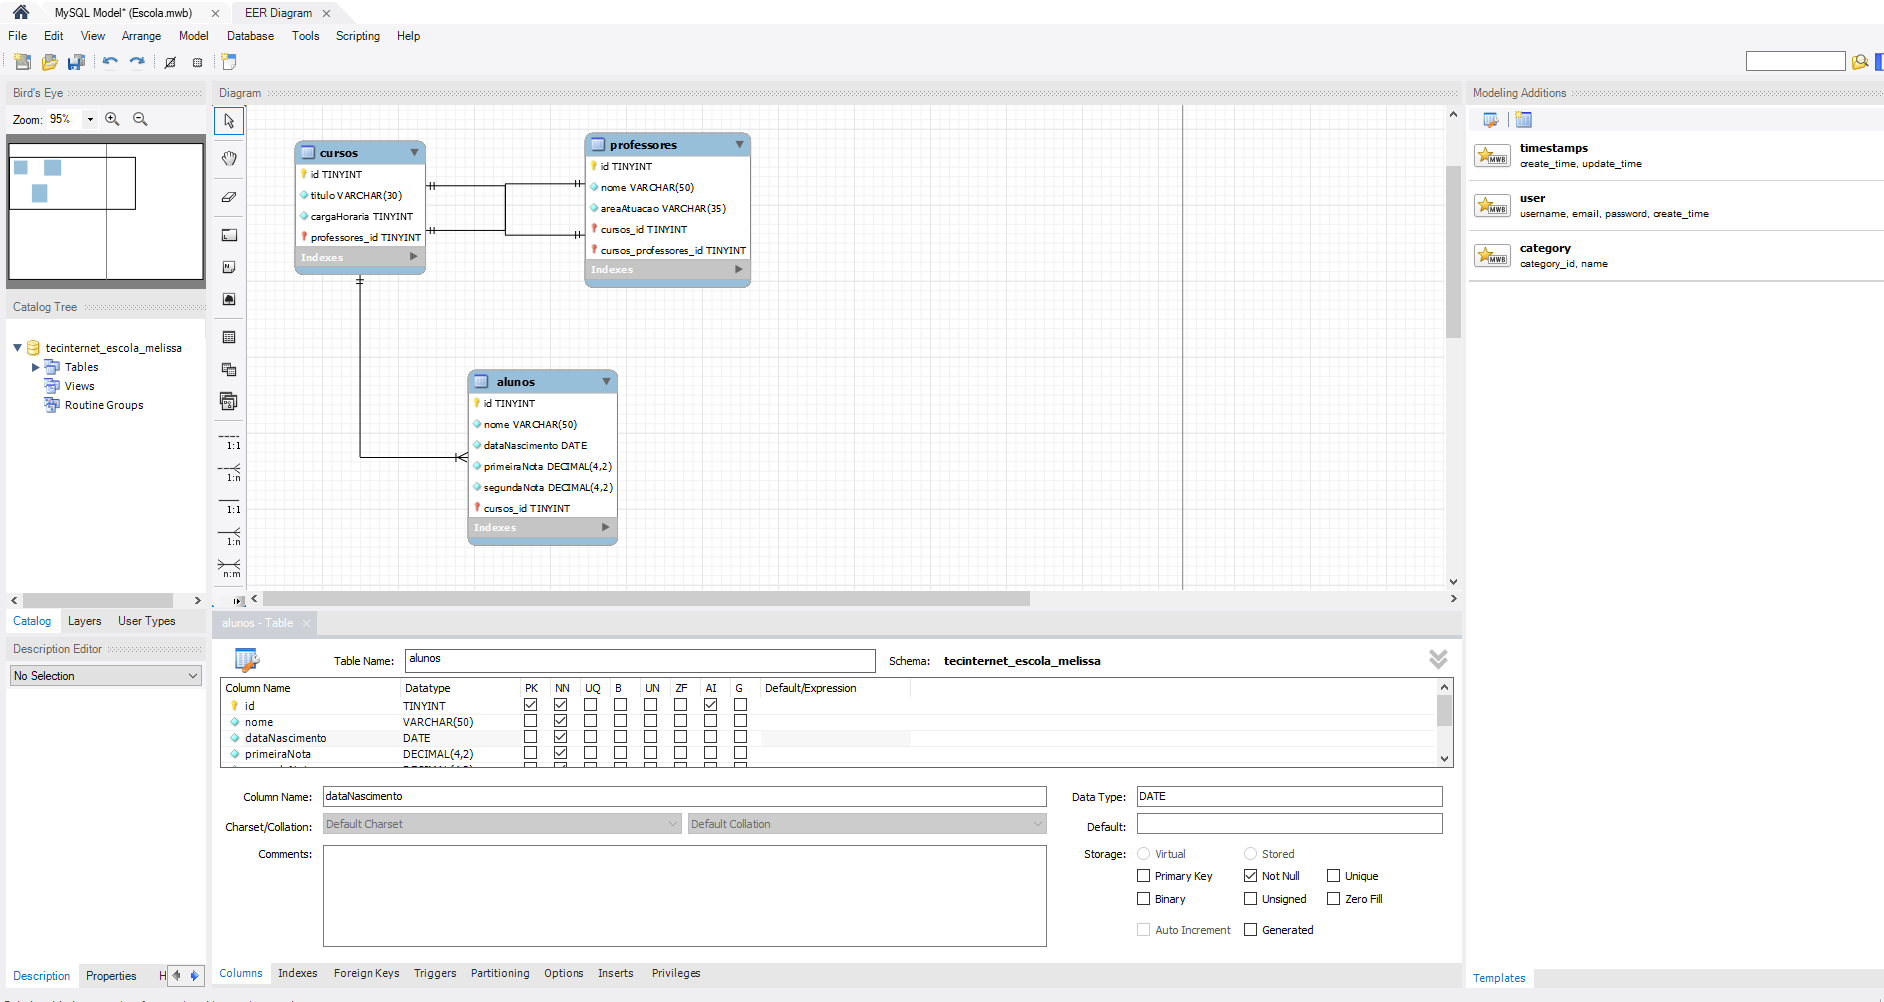 MySQL Model* (Escola.mwb) ×
EER Diagram ×
File Edit View Arrange Model Database Tools Scripting Help
Bird's Eye
Zoom: 95%
Catalog Tree
tecinternet_escola_melissa
Tables
Views
Routine Groups
Catalog Layers User Types
Description Editor
No Selection
Description Properties H
Diagram
1:1
1:n
1:1
1:n
n:m
cursos
id TINYINT
titulo VARCHAR(30)
cargaHoraria TINYINT
professores_id TINYINT
Indexes
professores
id TINYINT
nome VARCHAR(50)
areaAtuacao VARCHAR(35)
cursos_id TINYINT
cursos_professores_id TINYINT
Indexes
alunos
id TINYINT
nome VARCHAR(50)
dataNascimento DATE
primeiraNota DECIMAL(4,2)
segundaNota DECIMAL(4,2)
cursos_id TINYINT
Indexes
Modeling Additions
MWB
timestamps
create_time, update_time
MWB
user
username, email, password, create_time
MWB
category
category_id, name
Templates
alunos - Table ×
Table Name: alunos Schema: tecinternet_escola_melissa
Column Name Datatype PK NN UQ B UN ZF AI G Default/Expression
id TINYINT
nome VARCHAR(50)
dataNascimento DATE
primeiraNota DECIMAL(4,2)
Column Name: dataNascimento Data Type: DATE
Charset/Collation: Default Charset Default Collation Default:
Comments: Storage: Virtual Stored
Primary Key Not Null Unique
Binary Unsigned Zero Fill
Auto Increment Generated
Columns Indexes Foreign Keys Triggers Partitioning Options Inserts Privileges